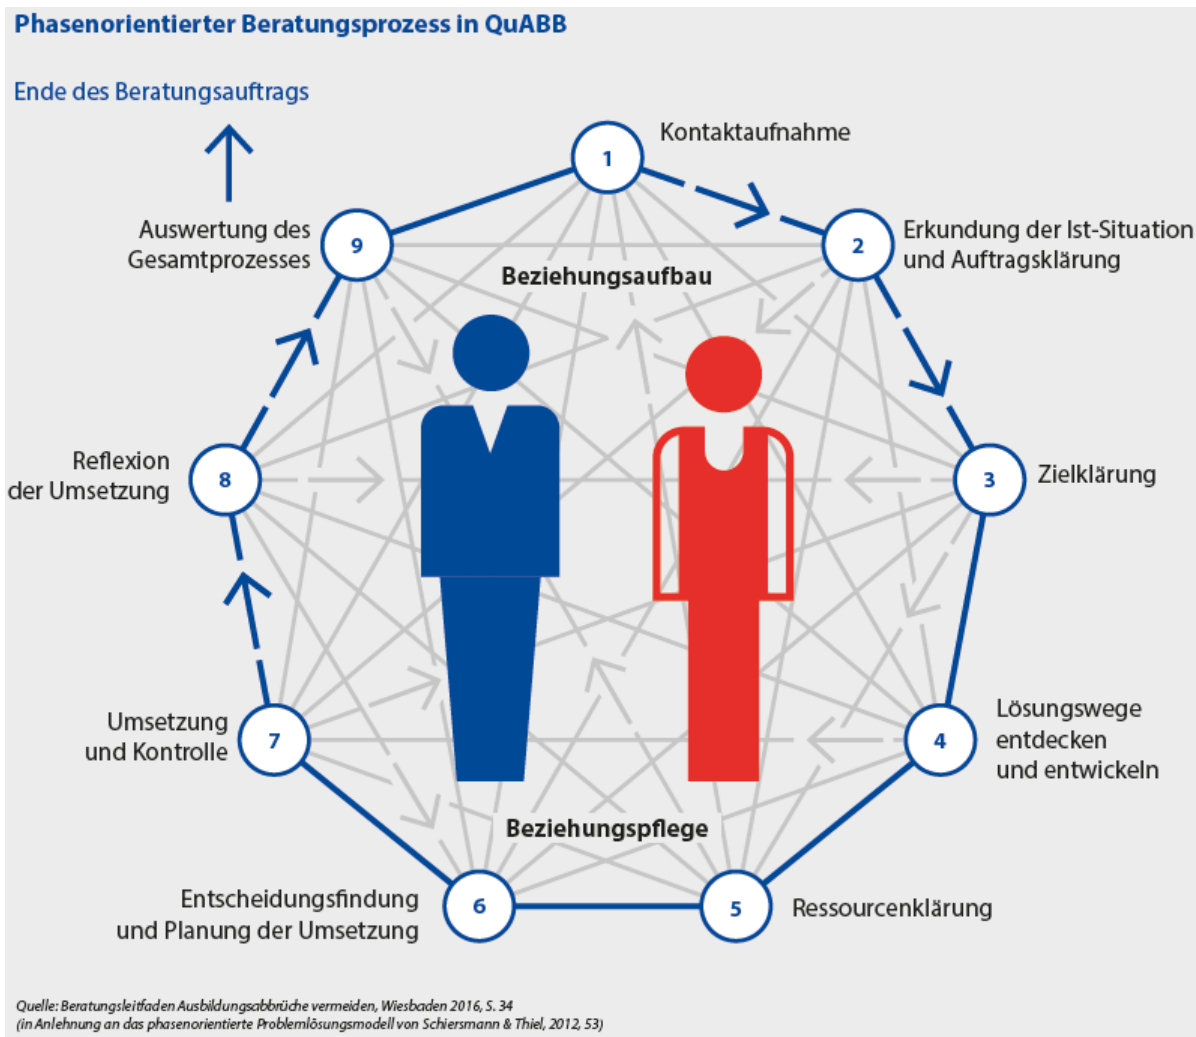 Phasenorientierter Beratungsprozess in QuABB
Ende des Beratungsauftrags
1
Kontaktaufnahme
2
Erkundung der Ist-Situation
und Auftragsklärung
3
Zielklärung
4
Lösungswege
entdecken
und entwickeln
5
Ressourcenklärung
6
Entscheidungsfindung
und Planung der Umsetzung
7
Umsetzung
und Kontrolle
8
Reflexion
der Umsetzung
9
Auswertung des
Gesamtprozesses
Beziehungsaufbau
Beziehungspflege
Quelle: Beratungsleitfaden Ausbildungsabbrüche vermeiden, Wiesbaden 2016, S. 34
(in Anlehnung an das phasenorientierte Problemlösungsmodell von Schiersmann & Thiel, 2012, 53)